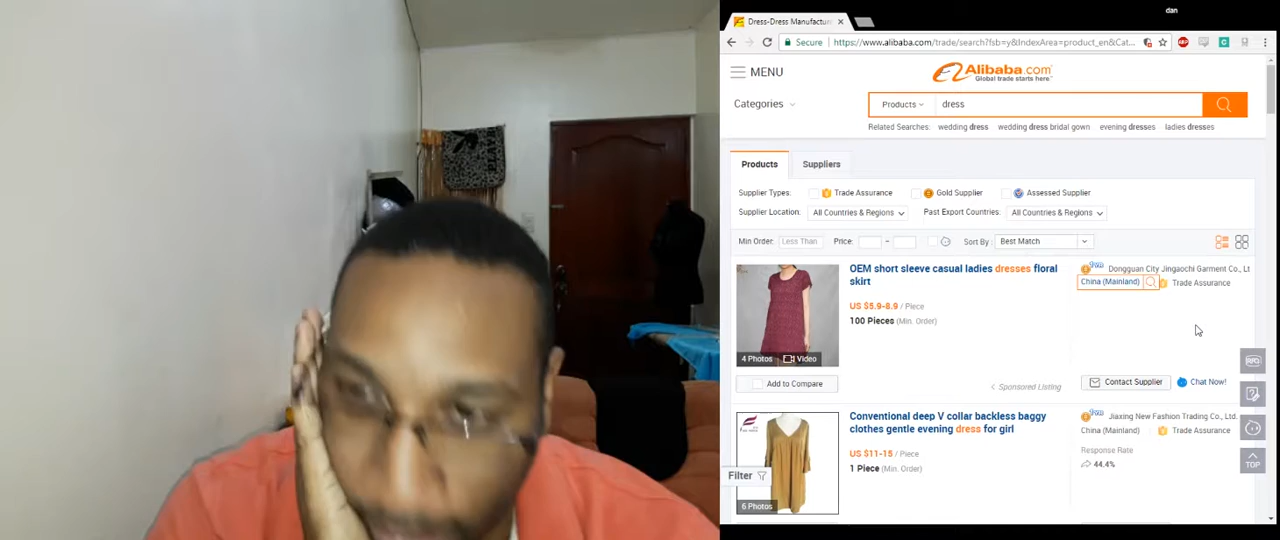 dan
Dress-Dress Manufactur
Secure
https://www.alibaba.com/trade/search?fsb=y&IndexArea=product_en&Cat...
MENU
Alibaba.com
Global trade starts here.
Categories
Products
dress
Related Searches: wedding dress wedding dress bridal gown evening dresses ladies dresses
Products Suppliers
Supplier Types: Trade Assurance Gold Supplier Assessed Supplier
Supplier Location: All Countries & Regions Past Export Countries: All Countries & Regions
Min Order: Less Than Price: - Sort By : Best Match
OEM short sleeve casual ladies dresses floral
skirt
US $5.9-8.9 / Piece
100 Pieces (Min. Order)
Dongguan City Jingaochi Garment Co., Lt
China (Mainland) Trade Assurance
4 Photos Video
Add to Compare
< Sponsored Listing
Contact Supplier Chat Now!
Conventional deep V collar backless baggy
clothes gentle evening dress for girl
US $11-15 / Piece
1 Piece (Min. Order)
Jiaxing New Fashion Trading Co., Ltd.
China (Mainland) Trade Assurance
Response Rate
44.4%
6 Photos
Filter
TOP